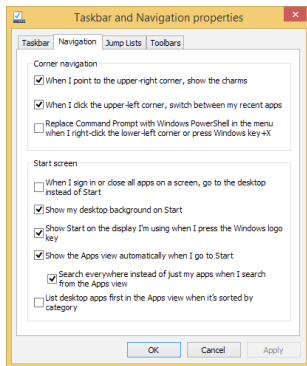 Taskbar and Navigation properties
Taskbar Navigation Jump Lists Toolbars
Corner navigation
When I point to the upper-right corner, show the charms
When I click the upper-left corner, switch between my recent apps
Replace Command Prompt with Windows PowerShell in the menu
when I right-click the lower-left corner or press Windows key+X
Start screen
When I sign in or close all apps on a screen, go to the desktop
instead of Start
Show my desktop background on Start
Show Start on the display I'm using when I press the Windows logo
key
Show the Apps view automatically when I go to Start
Search everywhere instead of just my apps when I search
from the Apps view
List desktop apps first in the Apps view when it's sorted by
category
OK Cancel Apply